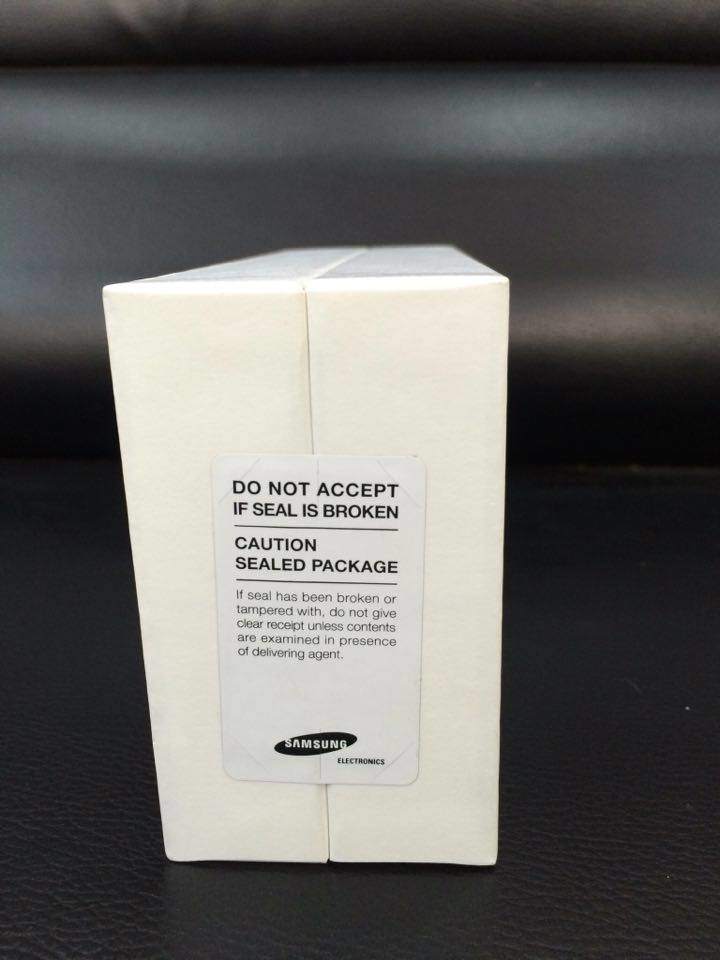 DO NOT ACCEPT
IF SEAL IS BROKEN
CAUTION
SEALED PACKAGE
If seal has been broken or
tampered with, do not give
clear receipt unless contents
are examined in presence
of delivering agent.
SAMSUNG
ELECTRONICS